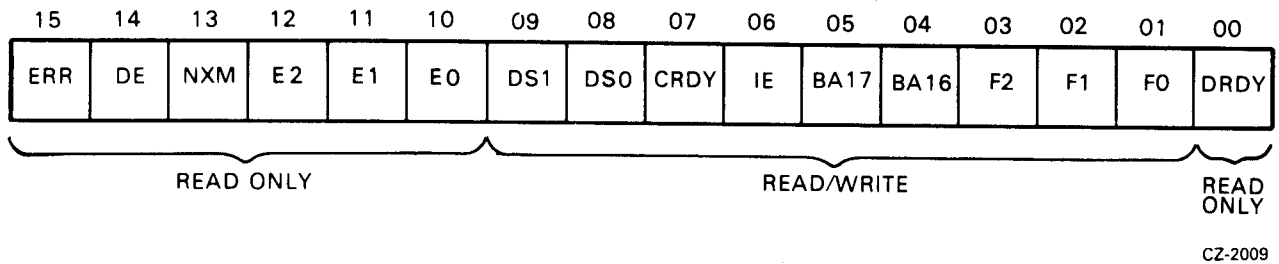 15 14 13 12 11 10 09 08 07 06 05 04 03 02 01 00
ERR DE NXM E2 E1 E0 DS1 DS0 CRDY IE BA17 BA16 F2 F1 F0 DRDY
READ ONLY READ/WRITE READ
ONLY
CZ-2009